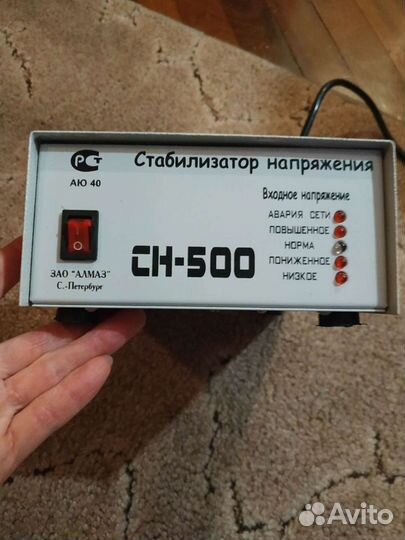 РСТ
Стабилизатор напряжения
АЮ 40
Входное напряжение
АВАРИЯ СЕТИ
ПОВЫШЕННОЕ
НОРМА
ПОНИЖЕННОЕ
НИЗКОЕ
СН-500
ЗАО "АЛМАЗ"
С.-Петербург
Avito